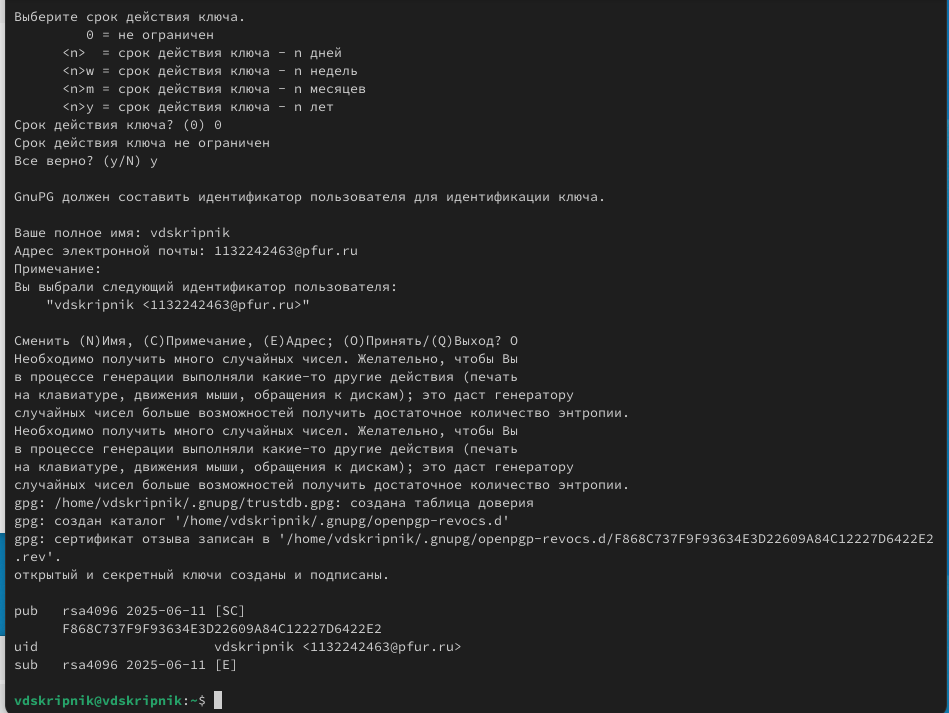 Выберите срок действия ключа.
         0 = не ограничен
      <n>  = срок действия ключа - n дней
      <n>w = срок действия ключа - n недель
      <n>m = срок действия ключа - n месяцев
      <n>y = срок действия ключа - n лет
Срок действия ключа? (0) 0
Срок действия ключа не ограничен
Все верно? (y/N) y

GnuPG должен составить идентификатор пользователя для идентификации ключа.

Ваше полное имя: vdskripnik
Адрес электронной почты: 1132242463@pfur.ru
Примечание:
Вы выбрали следующий идентификатор пользователя:
    "vdskripnik <1132242463@pfur.ru>"

Сменить (N)Имя, (C)Примечание, (E)Адрес; (O)Принять/(Q)Выход? O
Необходимо получить много случайных чисел. Желательно, чтобы Вы
в процессе генерации выполняли какие-то другие действия (печать
на клавиатуре, движения мыши, обращения к дискам); это даст генератору
случайных чисел больше возможностей получить достаточное количество энтропии.
Необходимо получить много случайных чисел. Желательно, чтобы Вы
в процессе генерации выполняли какие-то другие действия (печать
на клавиатуре, движения мыши, обращения к дискам); это даст генератору
случайных чисел больше возможностей получить достаточное количество энтропии.
gpg: /home/vdskripnik/.gnupg/trustdb.gpg: создана таблица доверия
gpg: создан каталог '/home/vdskripnik/.gnupg/openpgp-revocs.d'
gpg: сертификат отзыва записан в '/home/vdskripnik/.gnupg/openpgp-revocs.d/F868C737F9F93634E3D22609A84C12227D6422E2
.rev'.
открытый и секретный ключи созданы и подписаны.

pub   rsa4096 2025-06-11 [SC]
      F868C737F9F93634E3D22609A84C12227D6422E2
uid                      vdskripnik <1132242463@pfur.ru>
sub   rsa4096 2025-06-11 [E]

vdskripnik@vdskripnik:~$